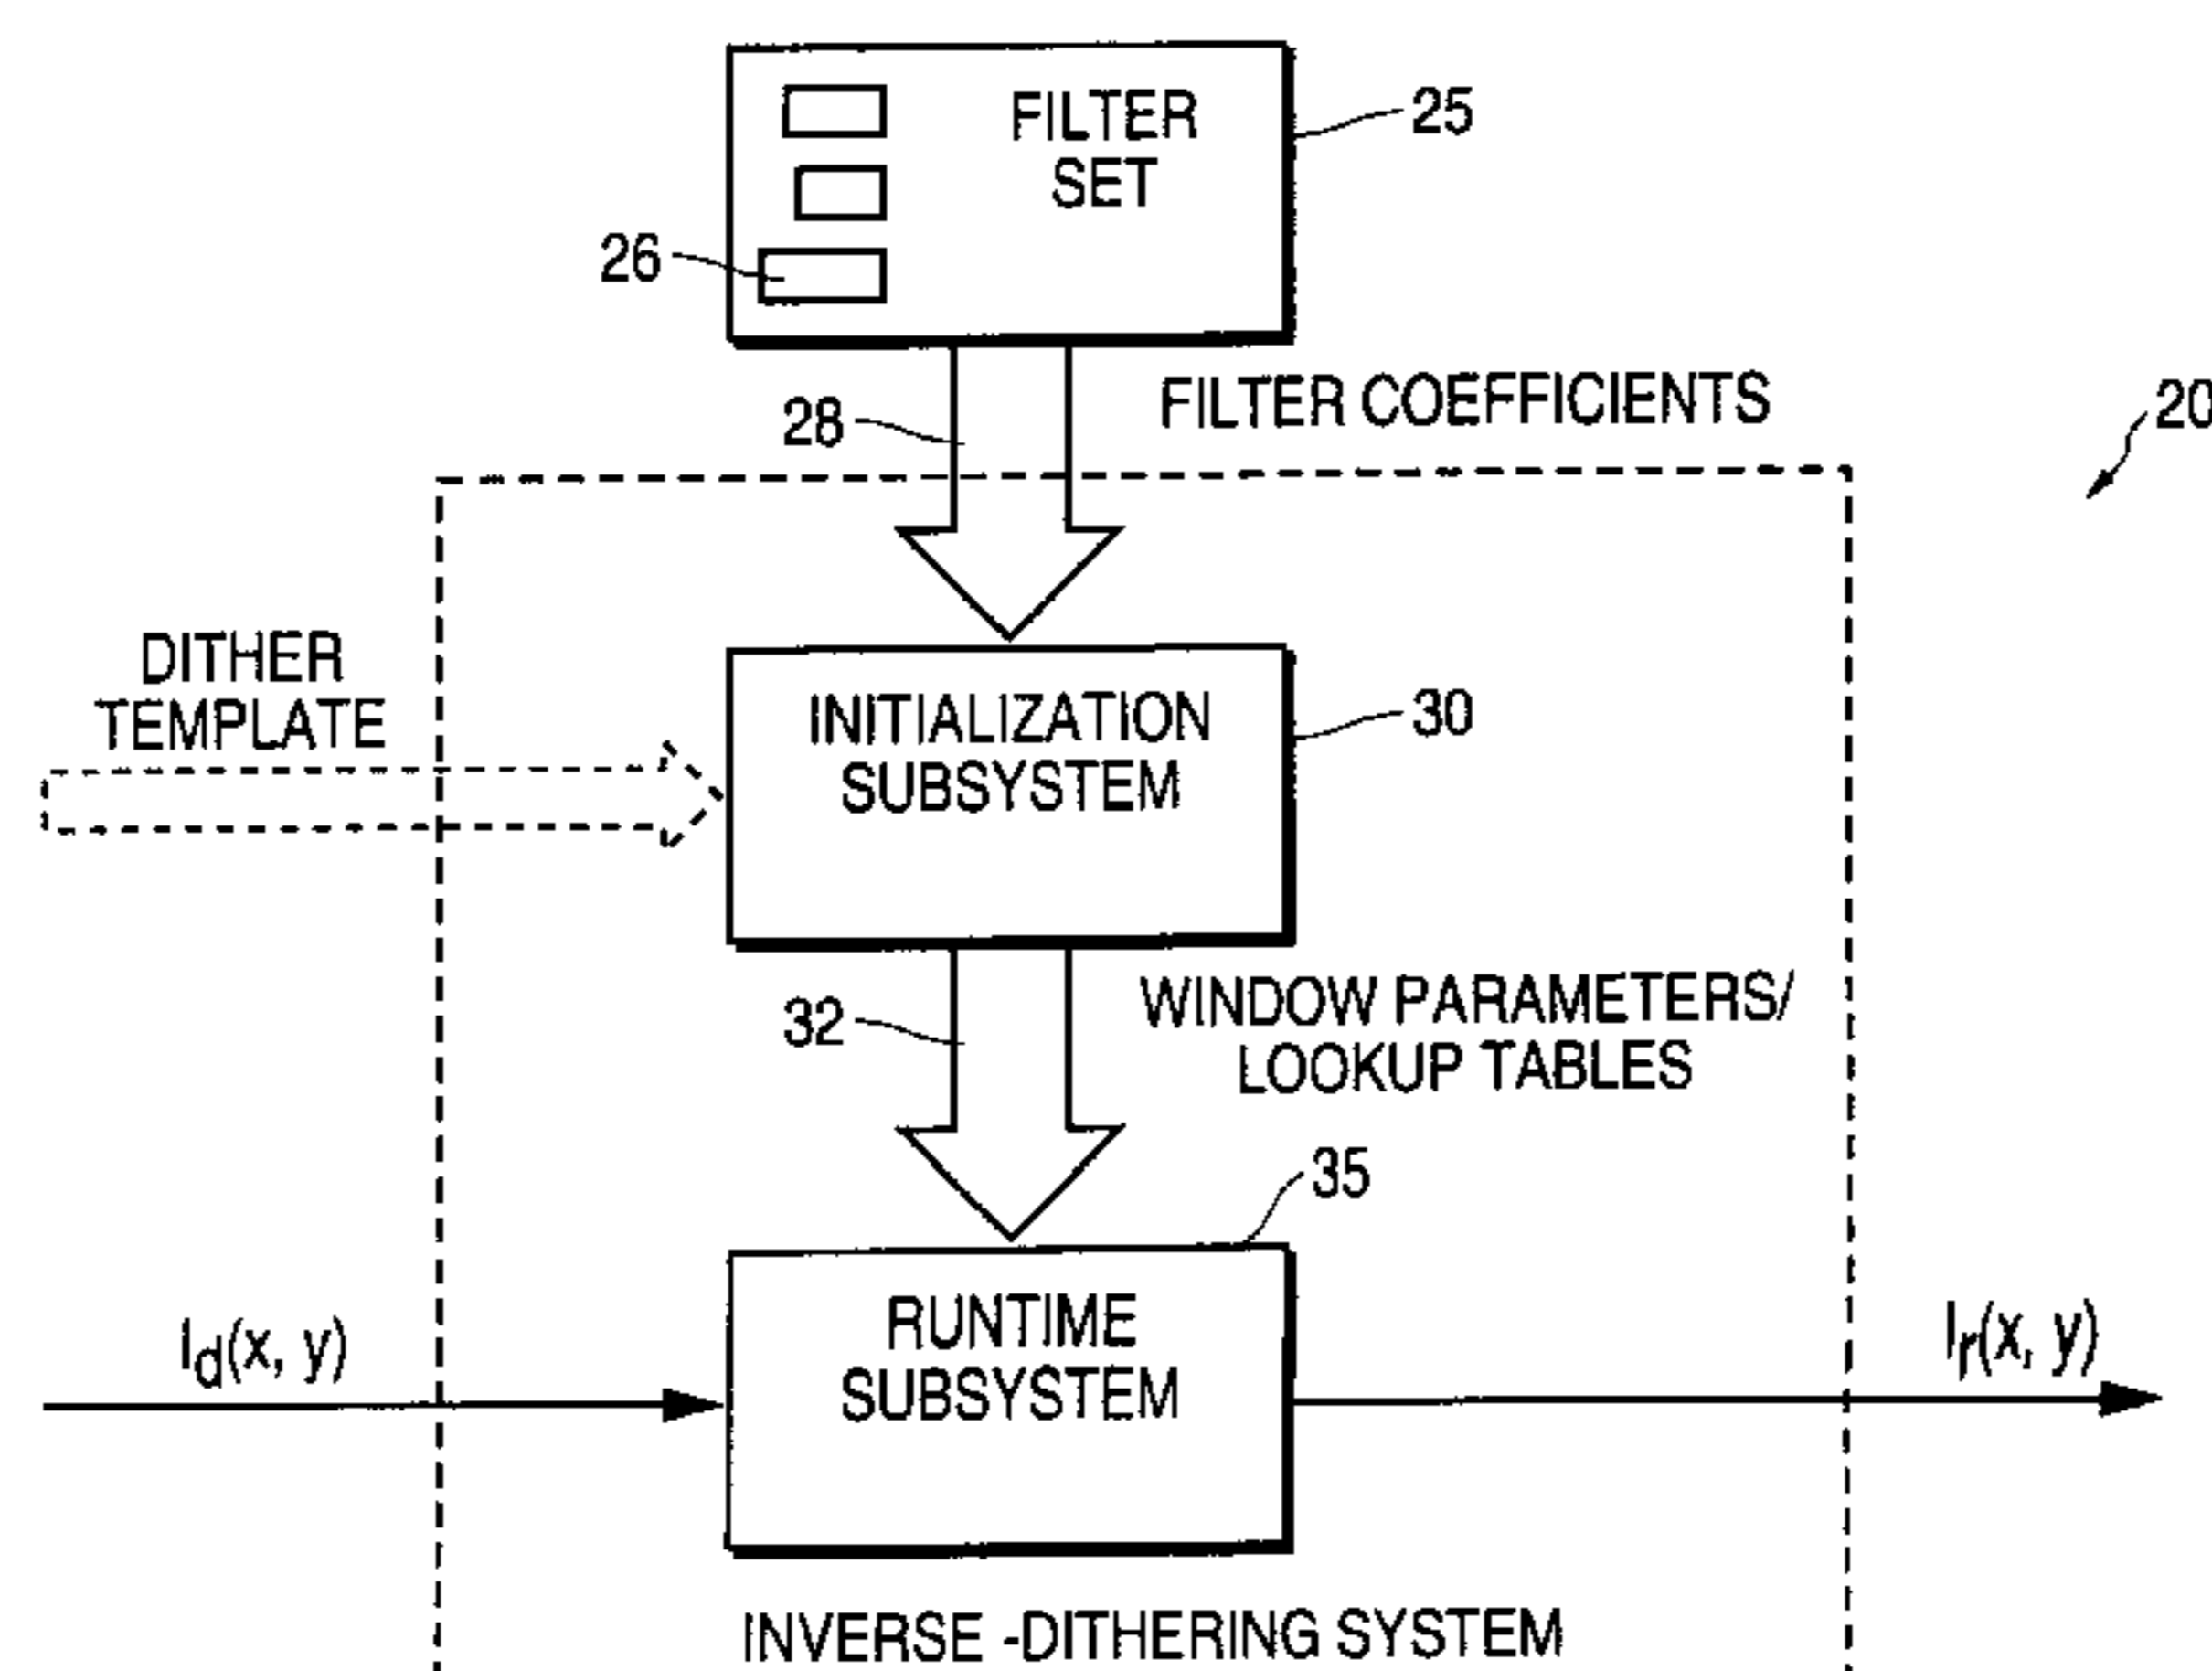 FILTER
SET
25
26
28
FILTER COEFFICIENTS
20
DITHER
TEMPLATE
INITIALIZATION
SUBSYSTEM
30
32
WINDOW PARAMETERS/
LOOKUP TABLES
35
RUNTIME
SUBSYSTEM
Id(x, y)
Ir(x, y)
INVERSE -DITHERING SYSTEM